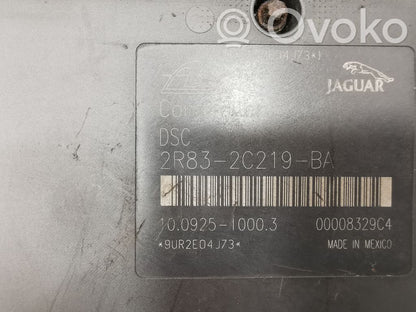 Ovoko
JAGUAR
DSC
2R83-2C219-BA
10.0925-1000.3 00008329C4
*9UR2E04J73* MADE IN MEXICO